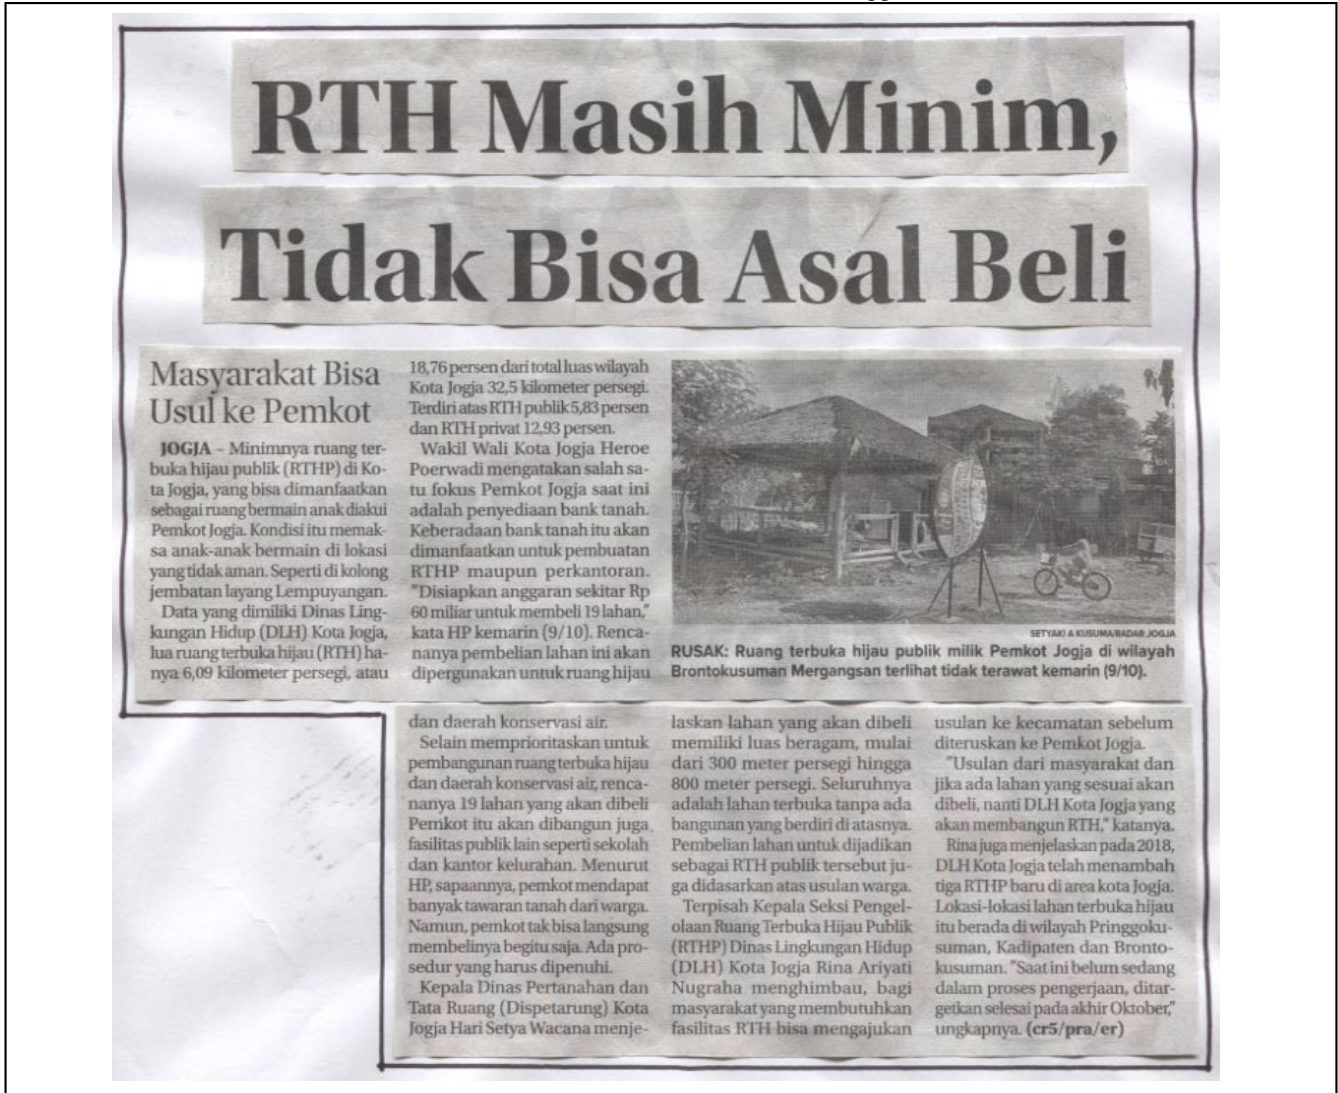 RTH Masih Minim,
Tidak Bisa Asal Beli
Masyarakat Bisa
Usul ke Pemkot
JOGJA – Minimnya ruang ter-
buka hijau publik (RTHP) di Ko-
ta Jogja, yang bisa dimanfaatkan
sebagai ruang bermain anak diakui
Pemkot Jogja. Kondisi itu memak-
sa anak-anak bermain di lokasi
yang tidak aman. Seperti di kolong
jembatan layang Lempuyangan.
Data yang dimiliki Dinas Ling-
kungan Hidup (DLH) Kota Jogja,
lua ruang terbuka hijau (RTH) ha-
nya 6,09 kilometer persegi, atau
18,76 persen dari total luas wilayah
Kota Jogja 32,5 kilometer persegi.
Terdiri atas RTH publik 5,83 persen
dan RTH privat 12,93 persen.
Wakil Wali Kota Jogja Heroe
Poerwadi mengatakan salah sa-
tu fokus Pemkot Jogja saat ini
adalah penyediaan bank tanah.
Keberadaan bank tanah itu akan
dimanfaatkan untuk pembuatan
RTHP maupun perkantoran.
"Disiapkan anggaran sekitar Rp
60 miliar untuk membeli 19 lahan,"
kata HP kemarin (9/10). Renca-
nanya pembelian lahan ini akan
dipergunakan untuk ruang hijau
SETYAKI A KUSUMA/RADAR JOGJA
RUSAK: Ruang terbuka hijau publik milik Pemkot Jogja di wilayah
Brontokusuman Mergangsan terlihat tidak terawat kemarin (9/10).
dan daerah konservasi air.
Selain memprioritaskan untuk
pembangunan ruang terbuka hijau
dan daerah konservasi air, renca-
nanya 19 lahan yang akan dibeli
Pemkot itu akan dibangun juga
fasilitas publik lain seperti sekolah
dan kantor kelurahan. Menurut
HP, sapaannya, pemkot mendapat
banyak tawaran tanah dari warga.
Namun, pemkot tak bisa langsung
membelinya begitu saja. Ada pro-
sedur yang harus dipenuhi.
Kepala Dinas Pertanahan dan
Tata Ruang (Dispetarung) Kota
Jogja Hari Setya Wacana menje-
laskan lahan yang akan dibeli
memiliki luas beragam, mulai
dari 300 meter persegi hingga
800 meter persegi. Seluruhnya
adalah lahan terbuka tanpa ada
bangunan yang berdiri di atasnya.
Pembelian lahan untuk dijadikan
sebagai RTH publik tersebut ju-
ga didasarkan atas usulan warga.
Terpisah Kepala Seksi Pengel-
olaan Ruang Terbuka Hijau Publik
(RTHP) Dinas Lingkungan Hidup
(DLH) Kota Jogja Rina Ariyati
Nugraha menghimbau, bagi
masyarakat yang membutuhkan
fasilitas RTH bisa mengajukan
usulan ke kecamatan sebelum
diteruskan ke Pemkot Jogja.
"Usulan dari masyarakat dan
jika ada lahan yang sesuai akan
dibeli, nanti DLH Kota Jogja yang
akan membangun RTH," katanya.
Rina juga menjelaskan pada 2018,
DLH Kota Jogja telah menambah
tiga RTHP baru di area kota Jogja.
Lokasi-lokasi lahan terbuka hijau
itu berada di wilayah Pringgoku-
suman, Kadipaten dan Bronto-
kusuman. "Saat ini belum sedang
dalam proses pengerjaan, ditar-
getkan selesai pada akhir Oktober,"
ungkapnya. (cr5/pra/er)